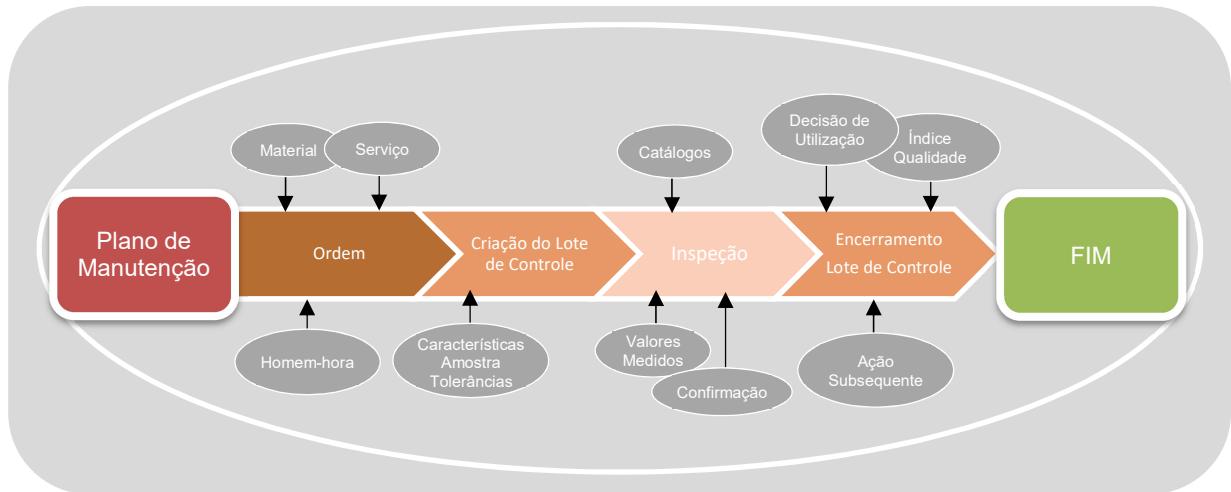 Material
Serviço
Catálogos
Decisão de
Utilização
Índice
Qualidade
Plano de
Manutenção
Ordem
Criação do Lote
de Controle
Inspeção
Encerramento
Lote de Controle
FIM
Homem-hora
Características
Amostra
Tolerâncias
Valores
Medidos
Confirmação
Ação
Subsequente